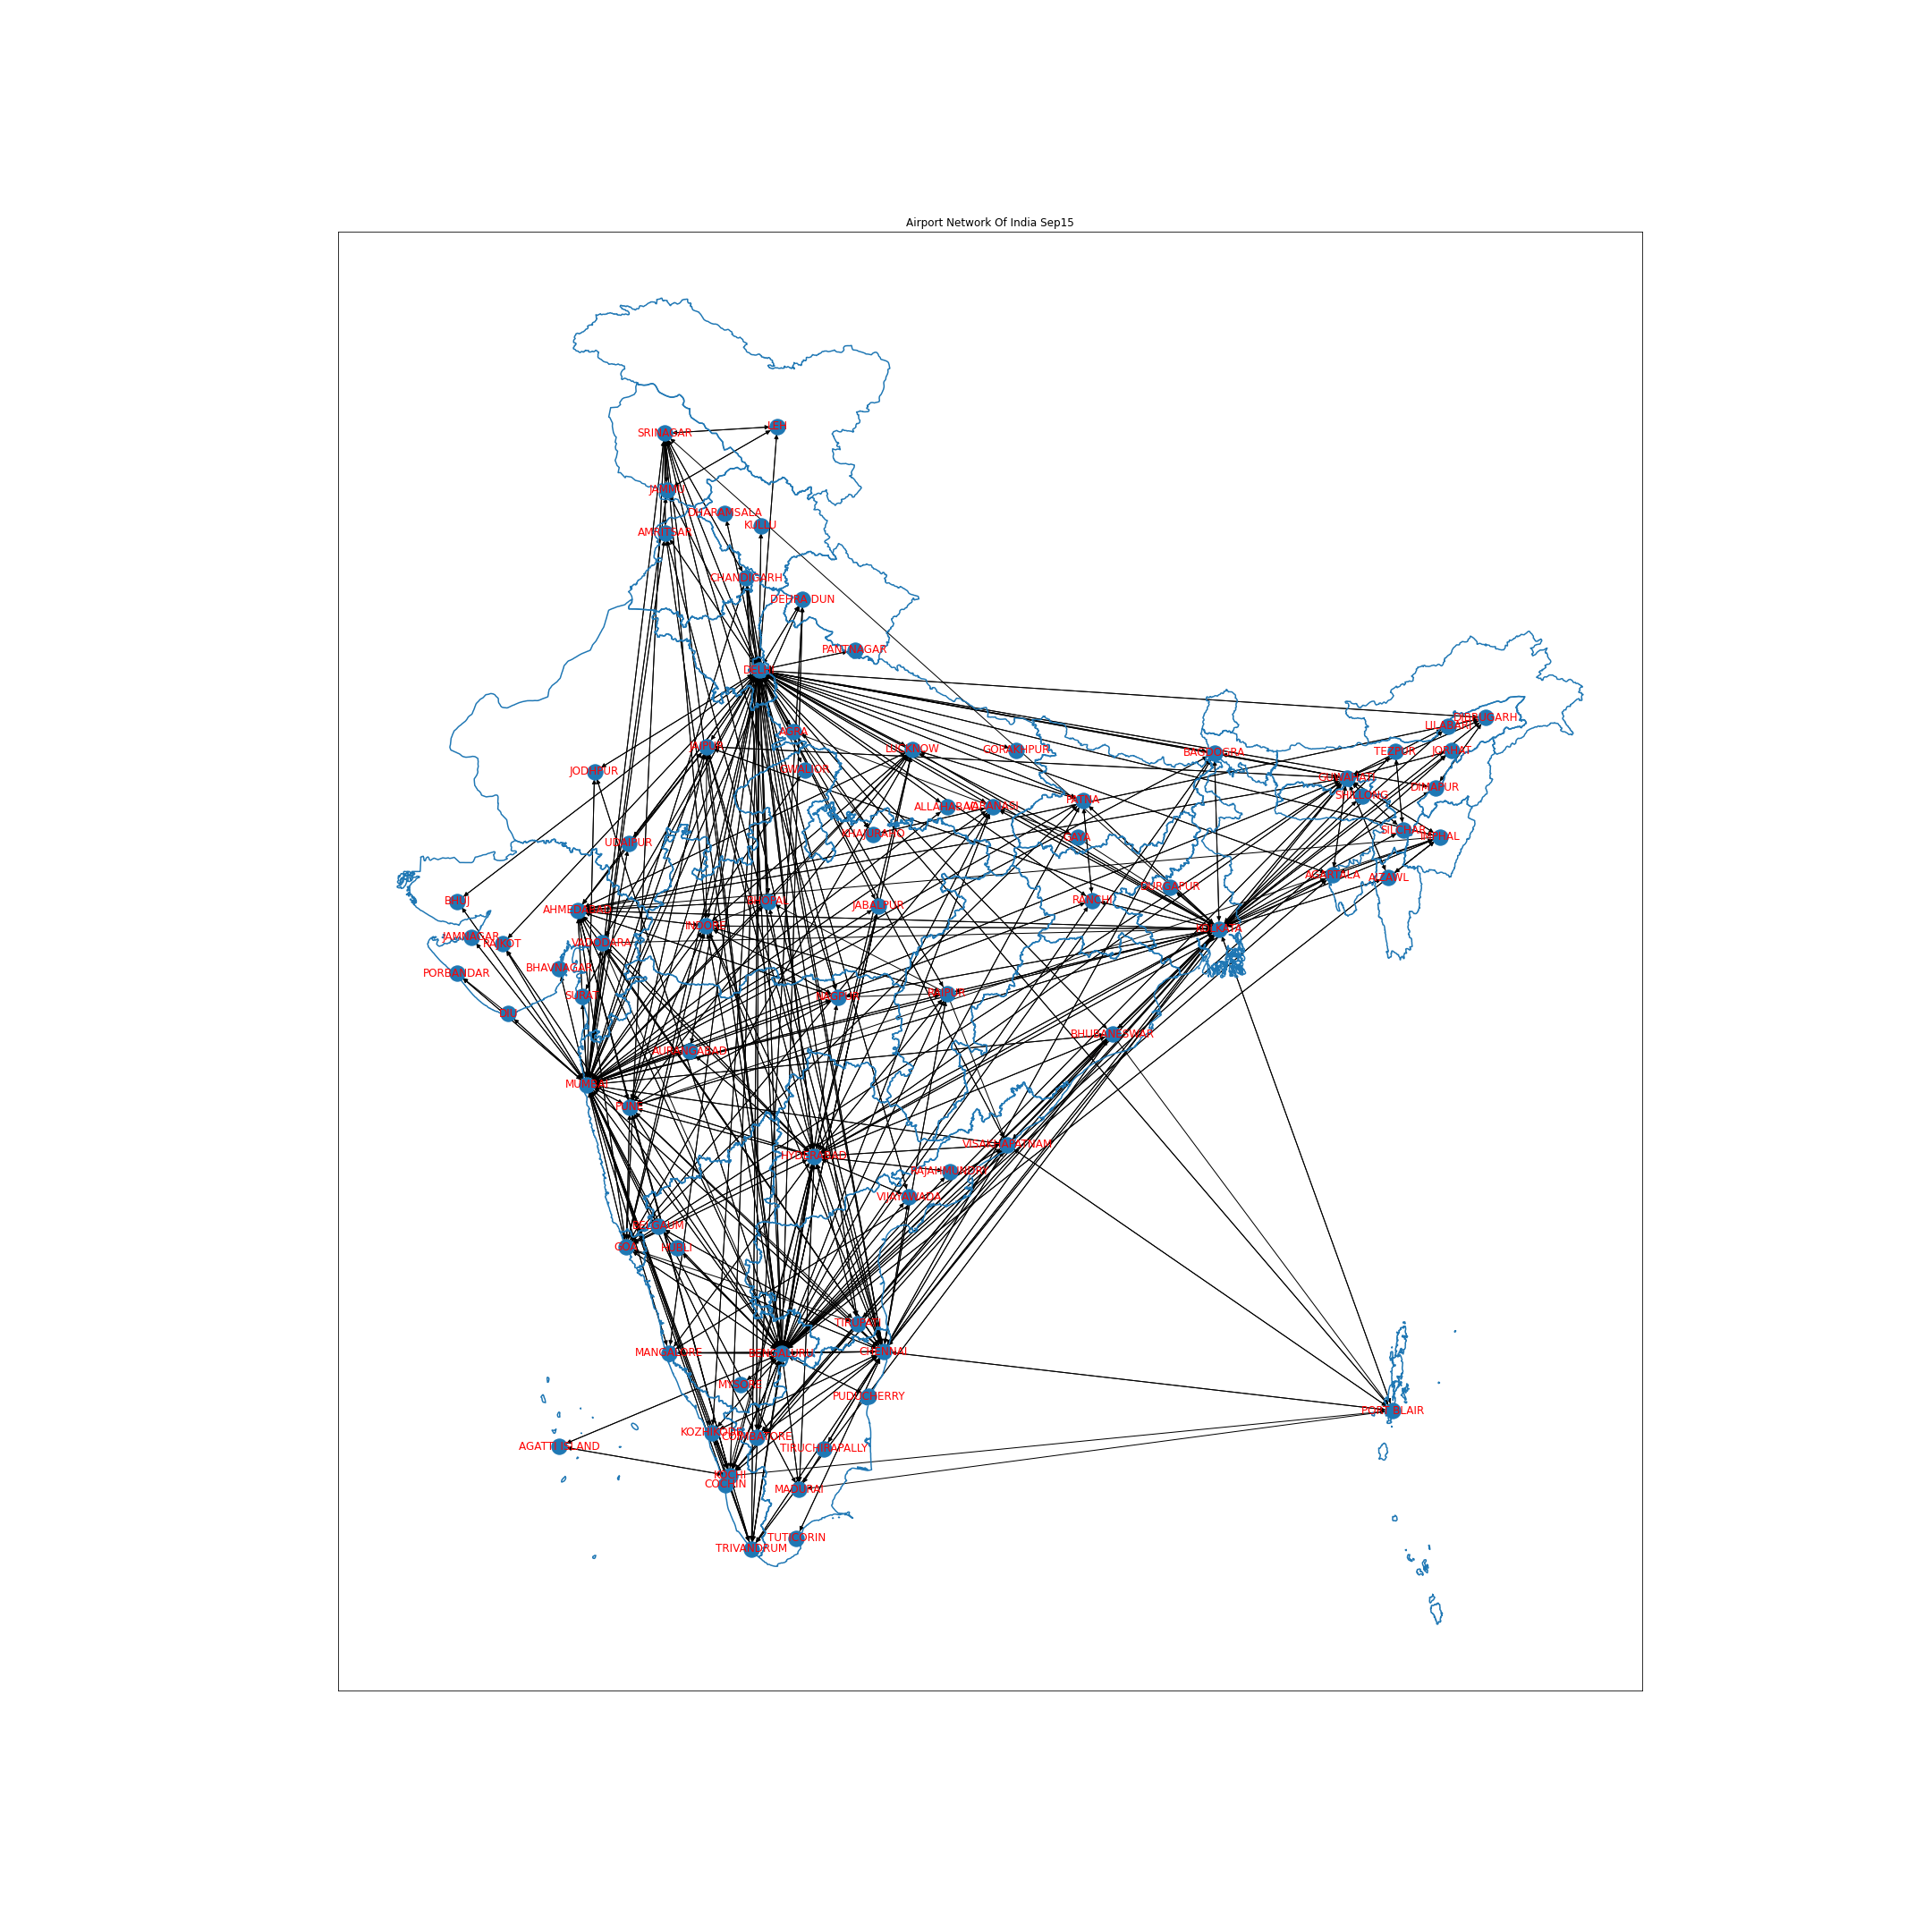 Airport Network Of India Sep15
LEH
SRINAGAR
JAMMU
DHARAMSALA
KULLU
AMRITSAR
CHANDIGARH
DEHRA DUN
PANTNAGAR
DELHI
DIBRUGARH
LILABARI
AGRA
JAIPUR
LUCKNOW
GORAKHPUR
BAGDOGRA
TEZPUR
JORHAT
JODHPUR
GWALIOR
GUWAHATI
DIMAPUR
SHILLONG
PATNA
ALLAHABAD
VARANASI
KHAJURAHO
GAYA
SILCHAR
IMPHAL
UDAIPUR
AGARTALA
AIZAWL
DURGAPUR
BHUJ
BHOPAL
RANCHI
JABALPUR
AHMEDABAD
INDORE
KOLKATA
JAMNAGAR
RAJKOT
VADODARA
BHAVNAGAR
PORBANDAR
SURAT
NAGPUR
RAIPUR
DIU
BHUBANESWAR
AURANGABAD
MUMBAI
PUNE
VISAKHAPATNAM
HYDERABAD
RAJAHMUNDRY
VIJAYAWADA
BELGAUM
GOA
HUBLI
TIRUPATI
MANGALORE
BENGALURU
CHENNAI
MYSORE
PUDUCHERRY
PORT BLAIR
KOZHIKODE
COIMBATORE
AGATTI ISLAND
TIRUCHIRAPALLY
KOCHI
COCHIN
MADURAI
TUTICORIN
TRIVANDRUM